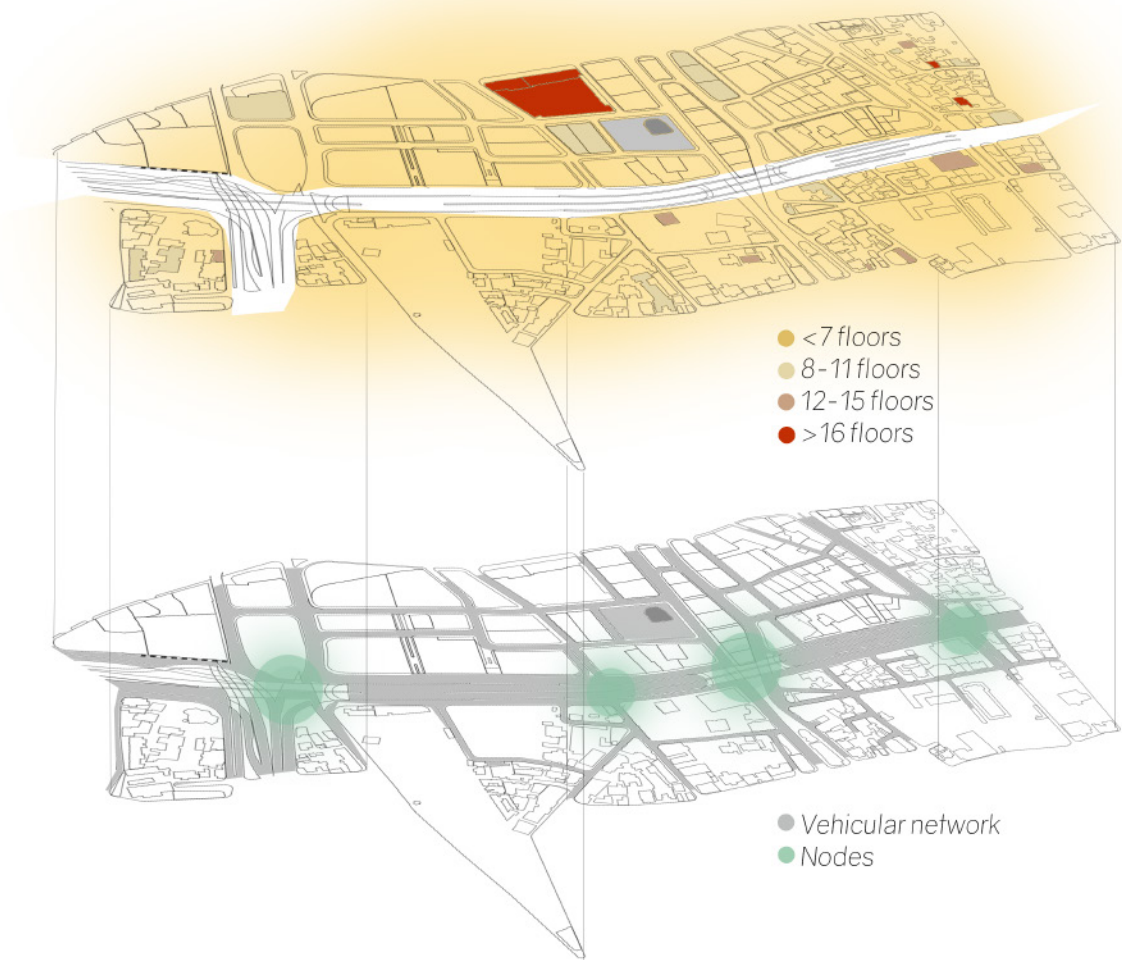 <7 floors
8-11 floors
12-15 floors
>16 floors
Vehicular network
Nodes